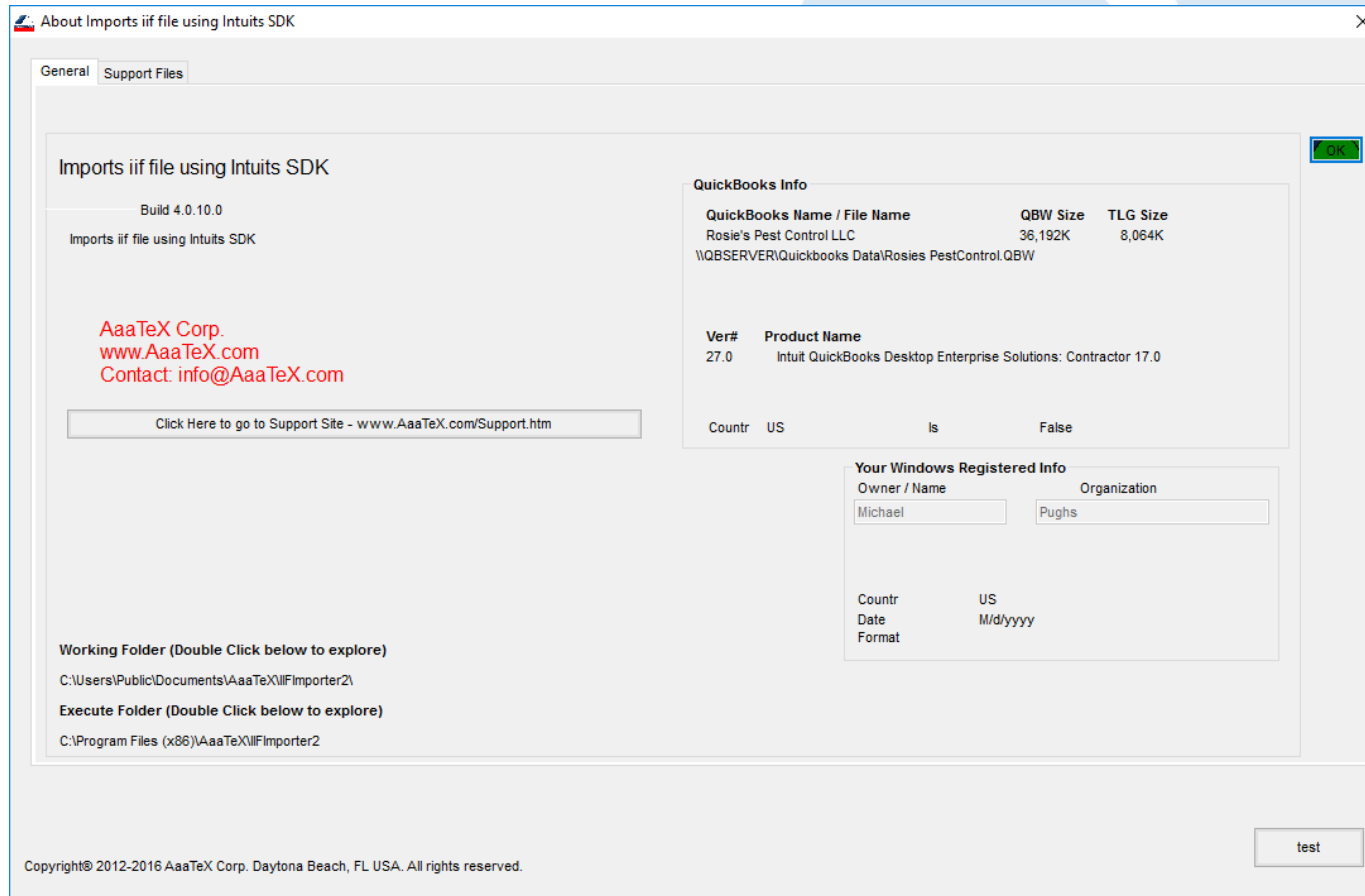 About Imports iif file using Intuits SDK
General Support Files
Imports iif file using Intuits SDK
Build 4.0.10.0
Imports iif file using Intuits SDK
AaaTeX Corp.
www.AaaTeX.com
Contact: info@AaaTeX.com
Click Here to go to Support Site - www.AaaTeX.com/Support.htm
Working Folder (Double Click below to explore)
C:\Users\Public\Documents\AaaTeX\IIFImporter2\
Execute Folder (Double Click below to explore)
C:\Program Files (x86)\AaaTeX\IIFImporter2
QuickBooks Info
QuickBooks Name / File Name QBW Size TLG Size
Rosie's Pest Control LLC 36,192K 8,064K
\\QBSERVER\Quickbooks Data\Rosies PestControl.QBW
Ver# Product Name
27.0 Intuit QuickBooks Desktop Enterprise Solutions: Contractor 17.0
Countr US Is False
Your Windows Registered Info
Owner / Name Organization
Michael Pughs
Countr US
Date M/d/yyyy
Format
OK
test
Copyright® 2012-2016 AaaTeX Corp. Daytona Beach, FL USA. All rights reserved.